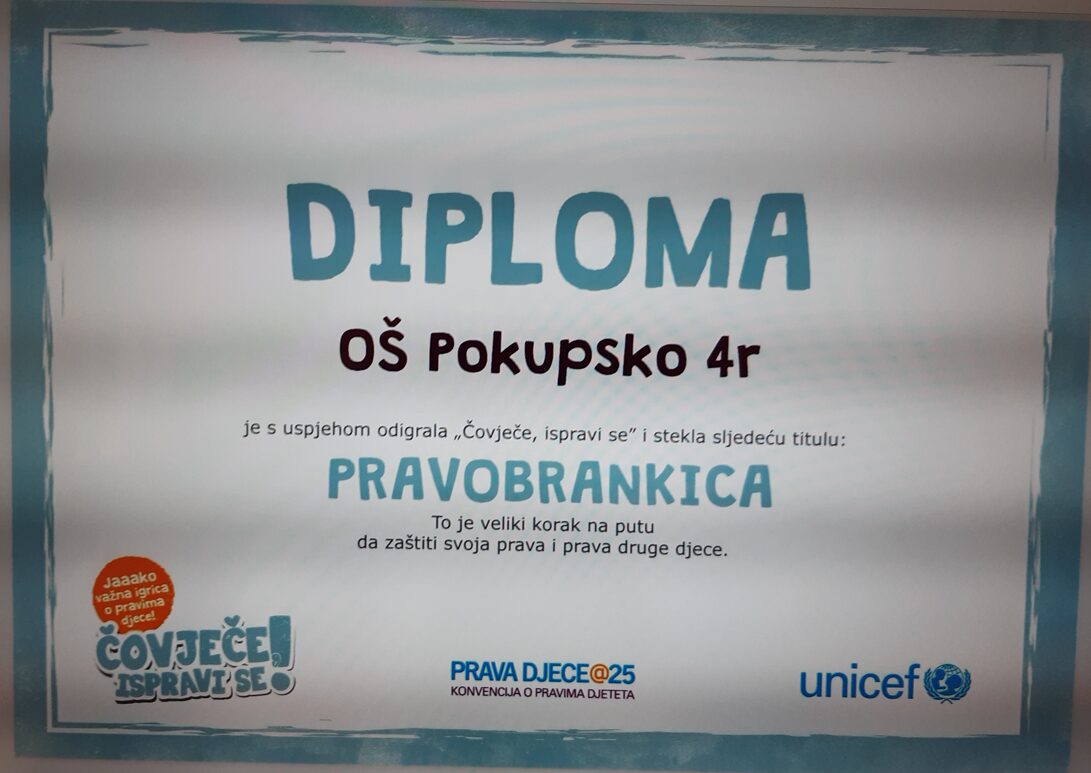 DIPLOMA
OŠ Pokupsko 4r
je s uspjehom odigrala „Čovječe, ispravi se” i stekla sljedeću titulu:
PRAVOBRANKICA
To je veliki korak na putu
da zaštiti svoja prava i prava druge djece.
Jaaako
važna igrica
o pravima
djece!
ČOVJEČE!
ISPRAVI SE
PRAVA DJECE@25
KONVENCIJA O PRAVIMA DJETETA
unicef